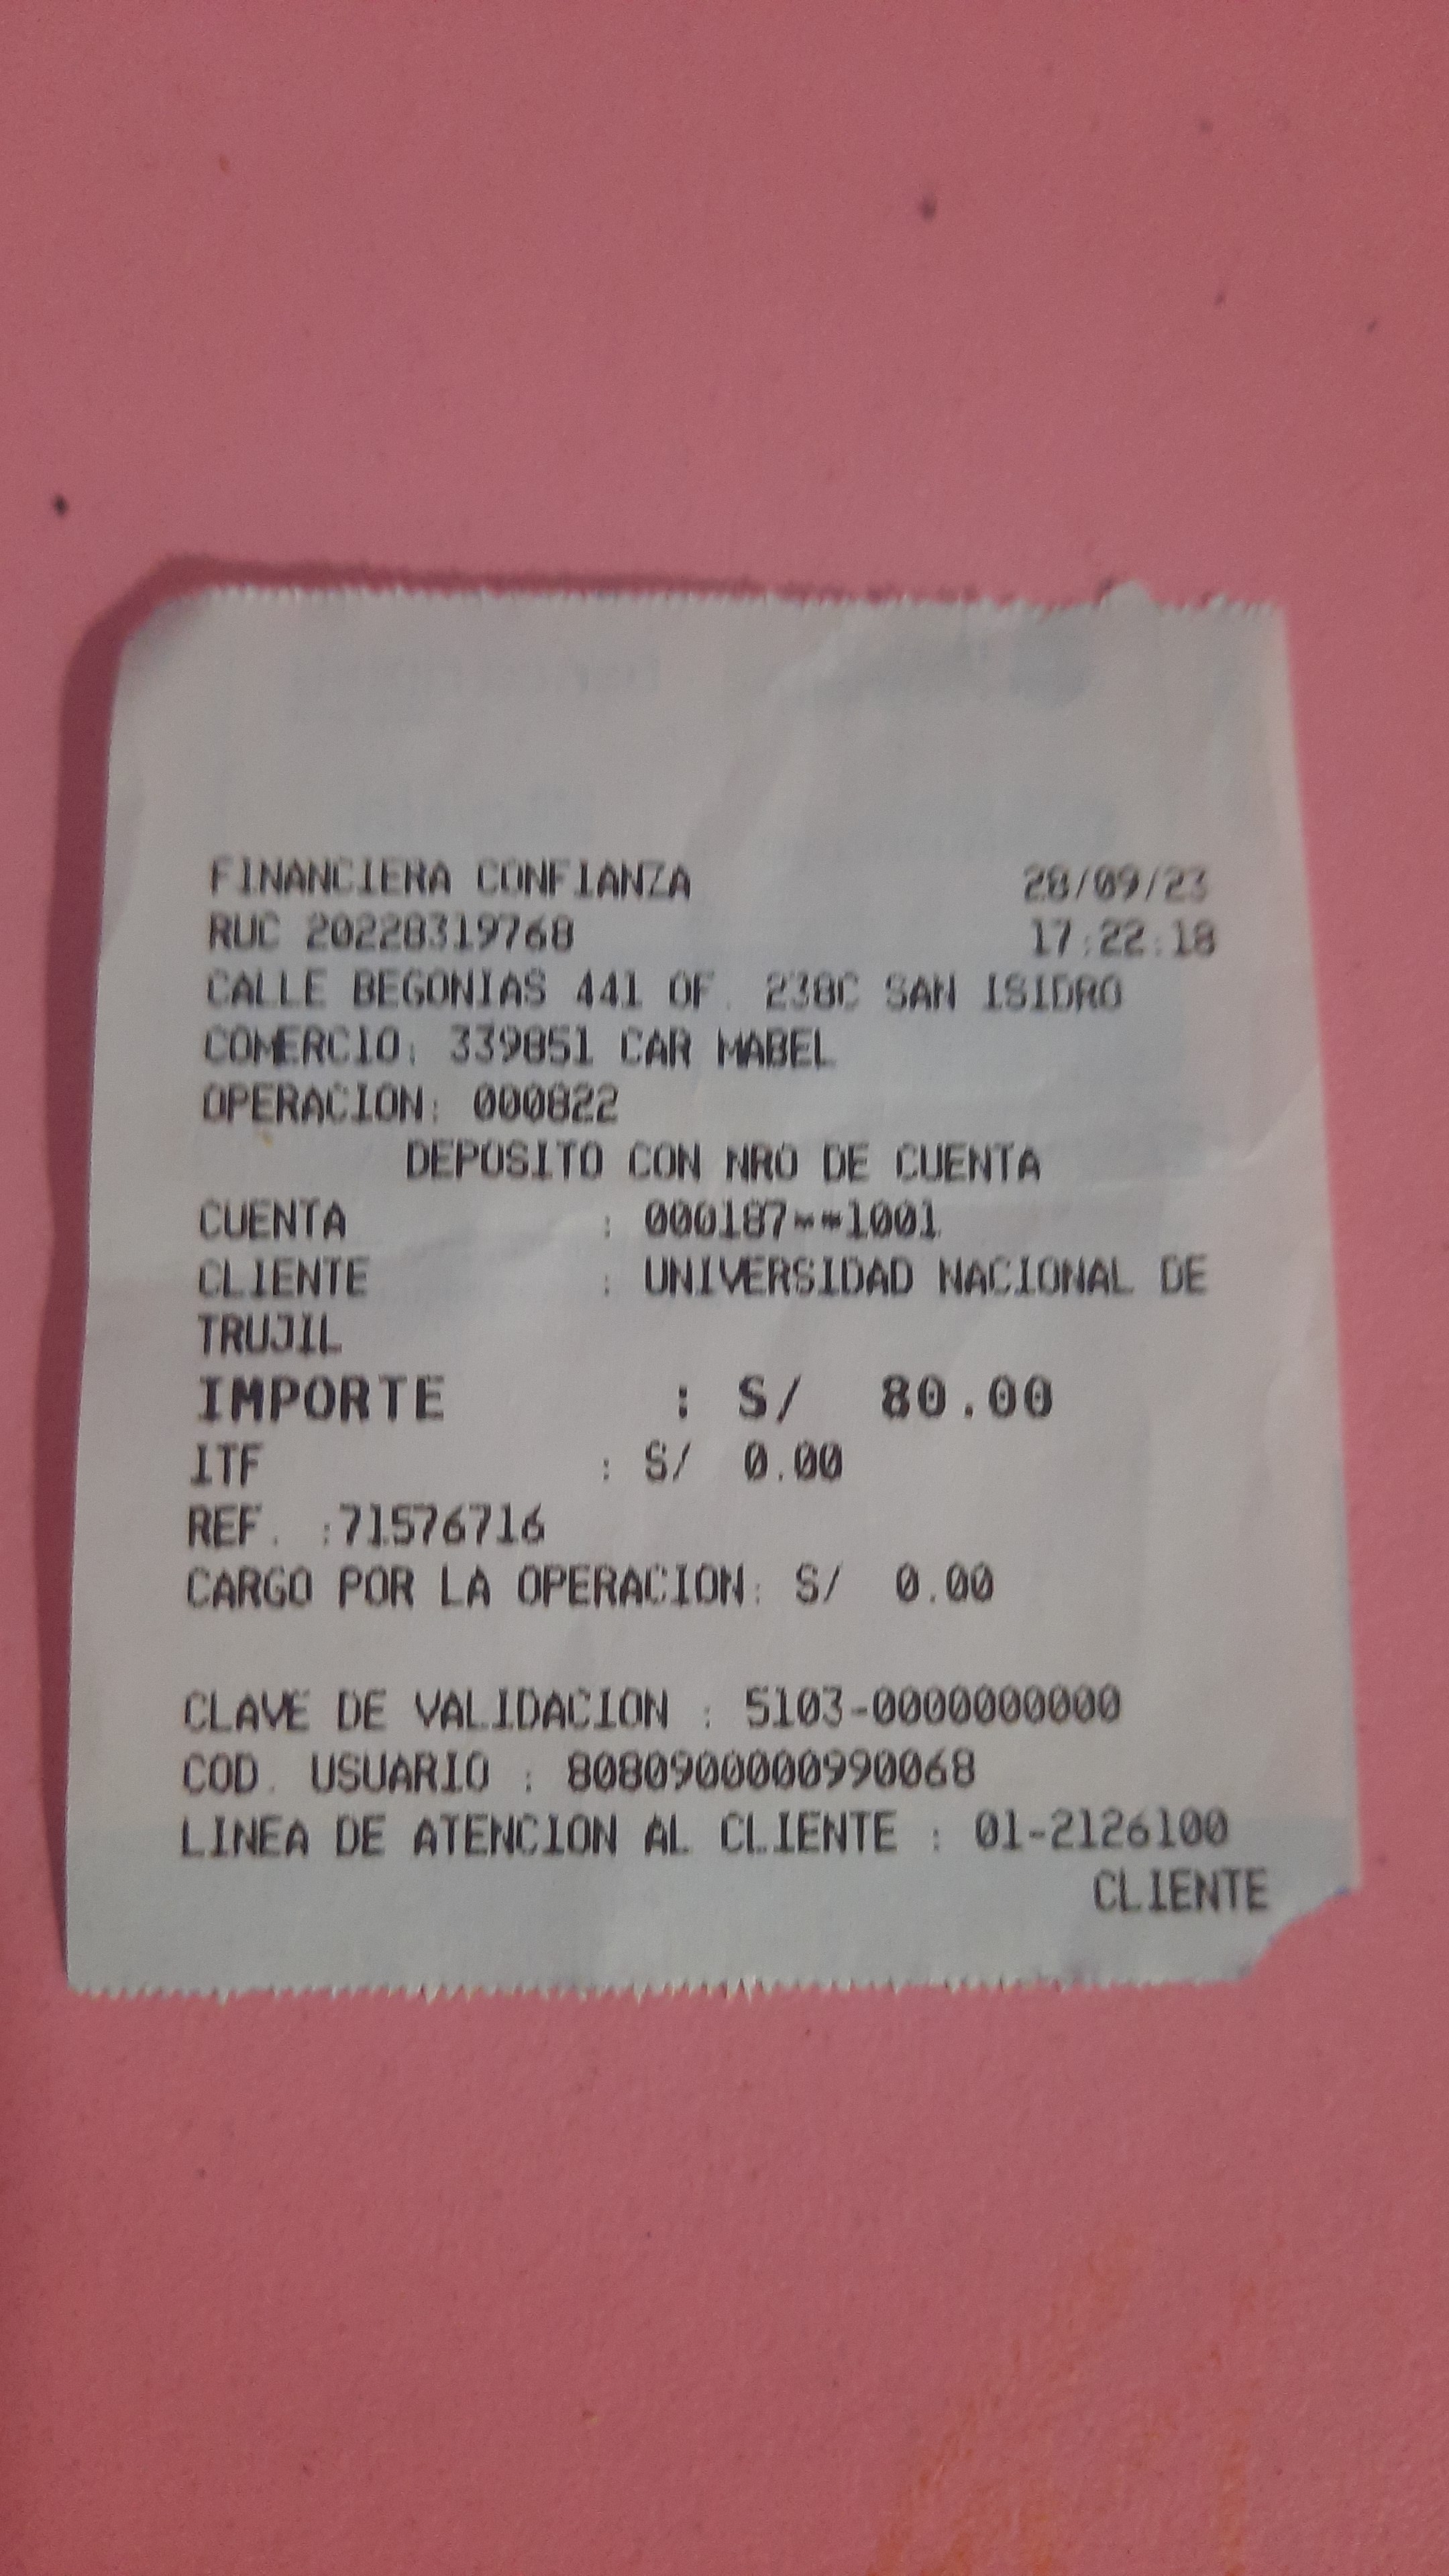 FINANCIERA CONFIANZA 28/09/23
RUC 20228319768 17:22:18
CALLE BEGONIAS 441 OF. 238C SAN ISIDRO
COMERCIO: 339851 CAR MABEL
OPERACION: 000822
DEPOSITO CON NRO DE CUENTA
CUENTA : 000187**1001
CLIENTE : UNIVERSIDAD NACIONAL DE
TRUJIL
IMPORTE : S/ 80.00
ITF : S/ 0.00
REF. :71576716
CARGO POR LA OPERACION: S/ 0.00
CLAVE DE VALIDACION : 5103-0000000000
COD. USUARIO : 8080900000990068
LINEA DE ATENCION AL CLIENTE : 01-2126100
CLIENTE